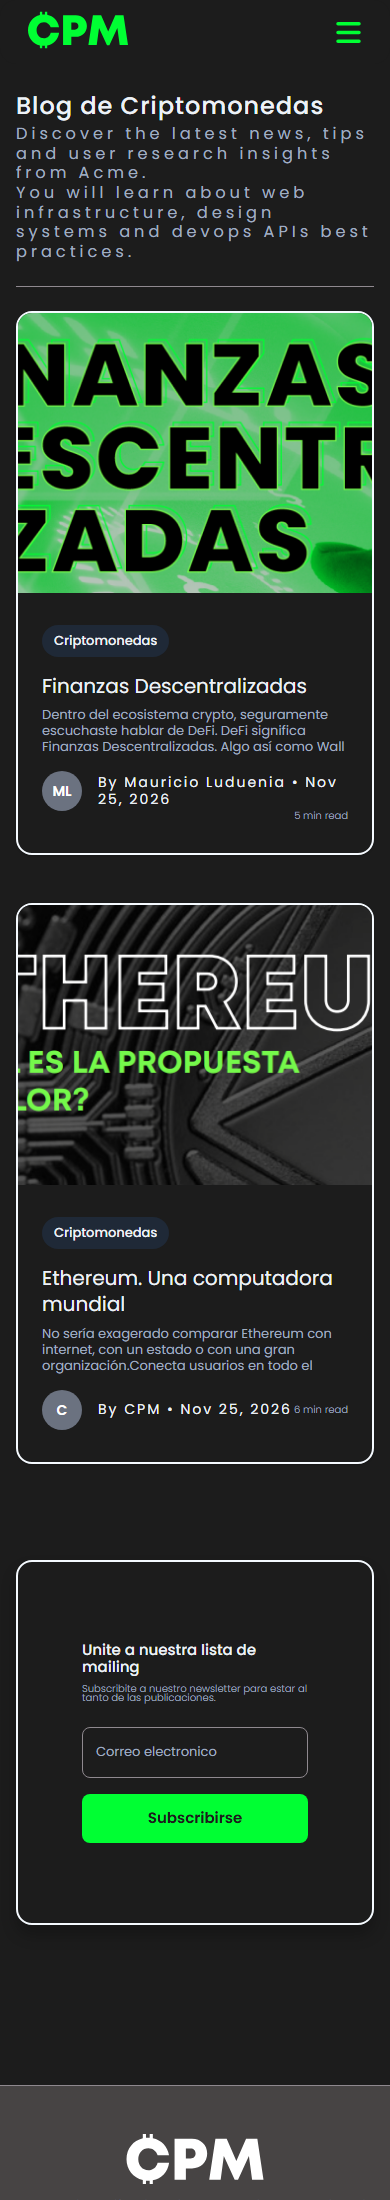 CPM
Blog de Criptomonedas
Discover the latest news, tips
and user research insights
from Acme.
You will learn about web
infrastructure, design
systems and devops APIs best
practices.
NANZAS
ESCENTR
ZADAS
Criptomonedas
Finanzas Descentralizadas
Dentro del ecosistema crypto, seguramente
escuchaste hablar de DeFi. DeFi significa
Finanzas Descentralizadas. Algo así como Wall
ML
By Mauricio Luduenia • Nov
25, 2026
5 min read
THEREU
ES LA PROPUESTA
LOR?
Criptomonedas
Ethereum. Una computadora
mundial
No sería exagerado comparar Ethereum con
internet, con un estado o con una gran
organización.Conecta usuarios en todo el
C
By CPM • Nov 25, 2026 6 min read
Unite a nuestra lista de
mailing
Subscribite a nuestro newsletter para estar al
tanto de las publicaciones.
Correo electronico
Subscribirse
CPM